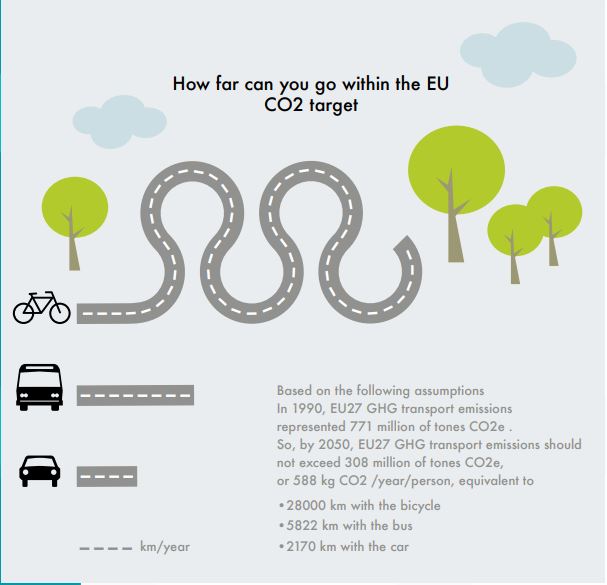 How far can you go within the EU
CO2 target
Based on the following assumptions
In 1990, EU27 GHG transport emissions
represented 771 million of tones CO2e .
So, by 2050, EU27 GHG transport emissions should
not exceed 308 million of tones CO2e,
or 588 kg CO2 /year/person, equivalent to
•28000 km with the bicycle
•5822 km with the bus
•2170 km with the car
km/year